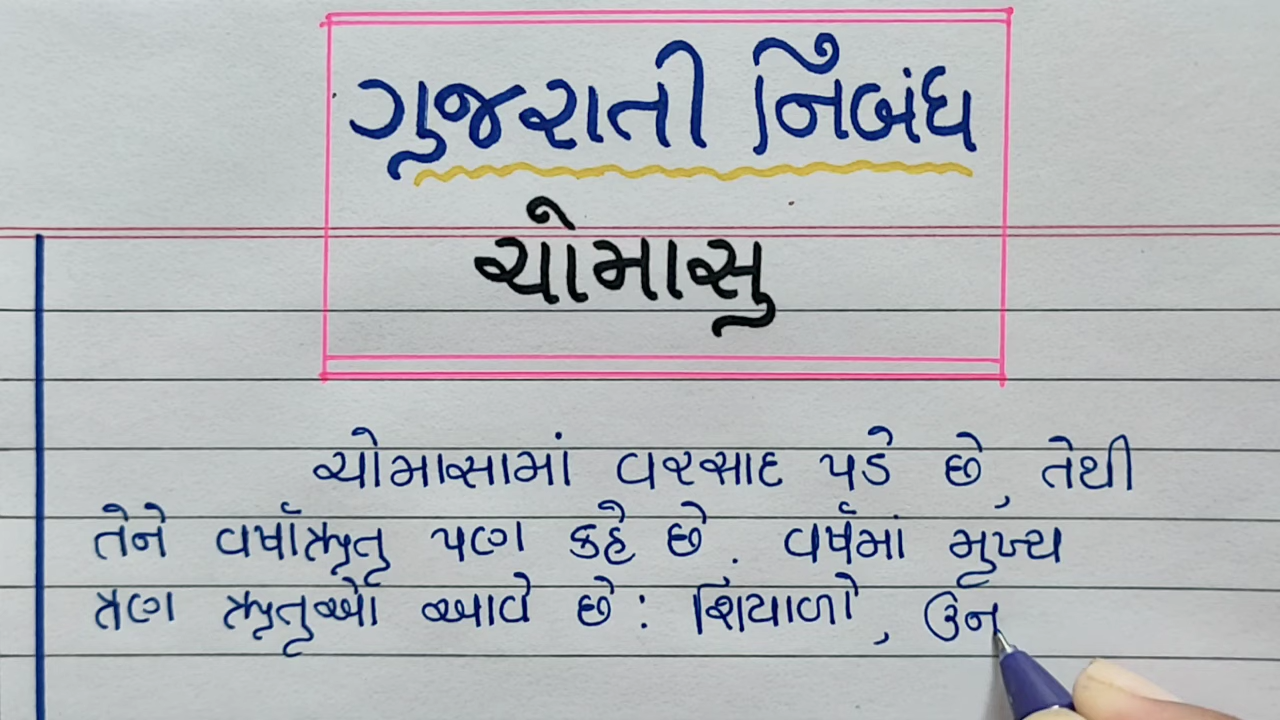 ગુજરાતી નિબંધ
ચોમાસુ
ચોમાસામાં વરસાદ પડે છે, તેથી
તેને વર્ષાઋતુ પણ કહે છે. વર્ષમાં મુખ્ય
ત્રણ ઋતુઓ આવે છે : શિયાળો, ઉન